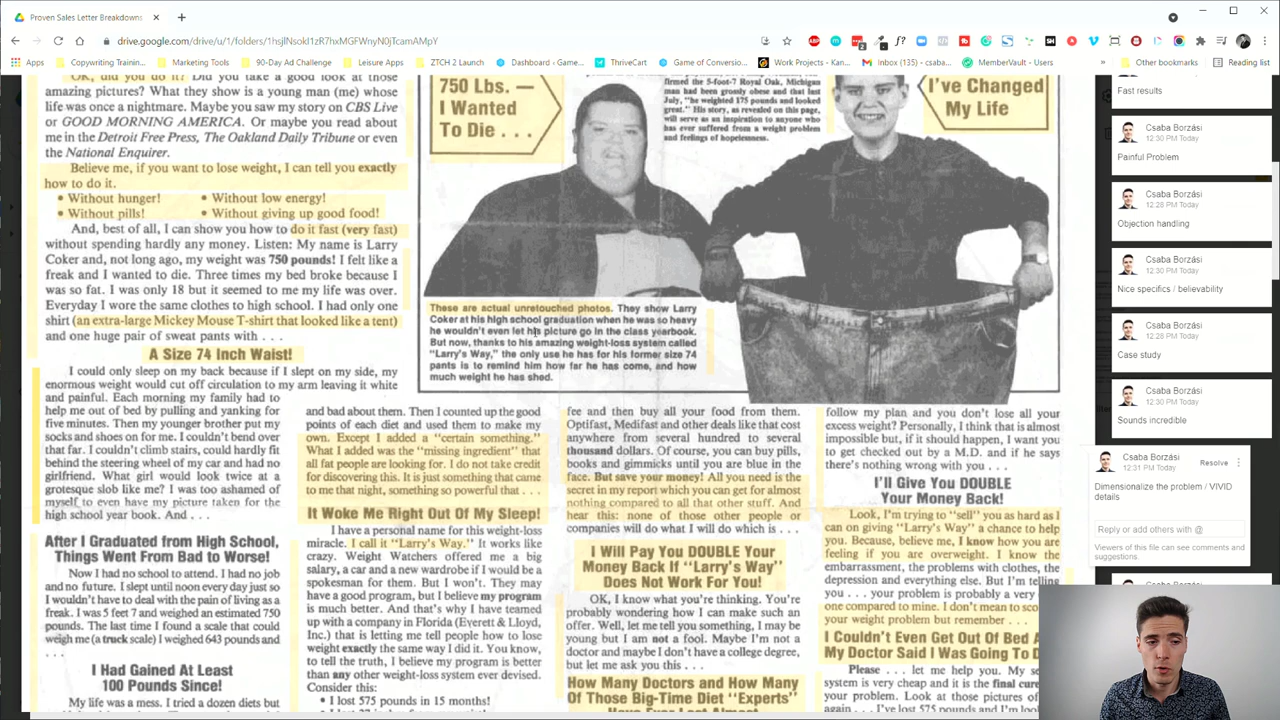 Proven Sales Letter Breakdowns
drive.google.com/drive/u/1/folders/1hsjlNsokI1zR7hxMGFWnyN0jTcamAMpY
Apps
Copywriting Trainin...
Marketing Tools
90-Day Ad Challenge
Leisure Apps
ZTCH 2 Launch
Dashboard ‹ Game...
ThriveCart
Game of Conversion...
Work Projects - Kan...
Inbox (135) - csaba...
MemberVault - Users
Other bookmarks
Reading list
OK, did you do it? Did you take a good look at those
amazing pictures? What they show is a young man (me) whose
life was once a nightmare. Maybe you saw my story on CBS Live
or GOOD MORNING AMERICA. Or maybe you read about
me in the Detroit Free Press, The Oakland Daily Tribune or even
the National Enquirer.
Believe me, if you want to lose weight, I can tell you exactly
how to do it.
• Without hunger!
• Without low energy!
• Without pills!
• Without giving up good food!
And, best of all, I can show you how to do it fast (very fast)
without spending hardly any money. Listen: My name is Larry
Coker and, not long ago, my weight was 750 pounds! I felt like a
freak and I wanted to die. Three times my bed broke because I
was so fat. I was only 18 but it seemed to me my life was over.
Everyday I wore the same clothes to high school. I had only one
shirt (an extra-large Mickey Mouse T-shirt that looked like a tent)
and one huge pair of sweat pants with . . .
A Size 74 Inch Waist!
I could only sleep on my back because if I slept on my side, my
enormous weight would cut off circulation to my arm leaving it white
and painful. Each morning my family had to
help me out of bed by pulling and yanking for
five minutes. Then my younger brother put my
socks and shoes on for me. I couldn't bend over
that far. I couldn't climb stairs, could hardly fit
behind the steering wheel of my car and had no
girlfriend. What girl would look twice at a
grotesque slob like me? I was too ashamed of
myself to even have my picture taken for the
high school year book. And . . .
After I Graduated from High School,
Things Went From Bad to Worse!
Now I had no school to attend. I had no job
and no future. I slept until noon every day just so
I wouldn't have to deal with the pain of living as a
freak. I was 5 feet 7 and weighed an estimated 750
pounds. The last time I found a scale that could
weigh me (a truck scale) I weighed 643 pounds and
. . .
I Had Gained At Least
100 Pounds Since!
My life was a mess. I tried a dozen diets but
750 Lbs. —
I Wanted
To Die . . .
firmed the 5-foot-7 Royal Oak, Michigan
man had been grossly obese and that last
July, "he weighted 175 pounds and looked
great." His story, as revealed on this page,
will serve as an inspiration to anyone who
has ever suffered from a weight problem
and feelings of hopelessness.
I've Changed
My Life
These are actual unretouched photos. They show Larry
Coker at his high school graduation when he was so heavy
he wouldn't even let his picture go in the class yearbook.
But now, thanks to his amazing weight-loss system called
"Larry's Way," the only use he has for his former size 74
pants is to remind him how far he has come, and how
much weight he has shed.
and bad about them. Then I counted up the good
points of each diet and used them to make my
own. Except I added a "certain something."
What I added was the "missing ingredient" that
all fat people are looking for. I do not take credit
for discovering this. It is just something that came
to me that night, something so powerful that . . .
It Woke Me Right Out Of My Sleep!
I have a personal name for this weight-loss
miracle. I call it "Larry's Way." It works like
crazy. Weight Watchers offered me a big
salary, a car and a new wardrobe if I would be a
spokesman for them. But I won't. They may
have a good program, but I believe my program
is much better. And that's why I have teamed
up with a company in Florida (Everett & Lloyd,
Inc.) that is letting me tell people how to lose
weight exactly the same way I did it. You know,
to tell the truth, I believe my program is better
than any other weight-loss system ever devised.
Consider this:
• I lost 575 pounds in 15 months!
fee and then buy all your food from them.
Optifast, Medifast and other deals like that cost
anywhere from several hundred to several
thousand dollars. Of course, you can buy pills,
books and gimmicks until you are blue in the
face. But save your money! All you need is the
secret in my report which you can get for almost
nothing compared to all that other stuff. And
hear this: none of those other people or
companies will do what I will do which is . . .
I Will Pay You DOUBLE Your
Money Back If "Larry's Way"
Does Not Work For You!
OK, I know what you're thinking. You're
probably wondering how I can make such an
offer. Well, let me tell you something, I may be
young but I am not a fool. Maybe I'm not a
doctor and maybe I don't have a college degree,
but let me ask you this . . .
How Many Doctors and How Many
Of Those Big-Time Diet "Experts"
follow my plan and you don't lose all your
excess weight? Personally, I think that is almost
impossible but, if it should happen, I want you
to get checked out by a M.D. and if he says
there's nothing wrong with you . . .
I'll Give You DOUBLE
Your Money Back!
Look, I'm trying to "sell" you as hard as I
can on giving "Larry's Way" a chance to help
you. Because, believe me, I know how you are
feeling if you are overweight. I know the
embarrassment, the problems with clothes, the
depression and everything else. But I'm telling
you . . . your problem is probably a very
one compared to mine. I don't mean to
your weight problem but remember . . .
I Couldn't Even Get Out Of Bed
My Doctor Said I Was Going To
Please . . . let me help you. My
system is very cheap and it is the final
your problem. Look at those pictures of
again . . . I've lost 575 pounds and I'm
Fast results
Csaba Borzási
12:30 PM Today
Painful Problem
Csaba Borzási
12:28 PM Today
Objection handling
Csaba Borzási
12:30 PM Today
Nice specifics / believability
Csaba Borzási
12:28 PM Today
Case study
Csaba Borzási
12:30 PM Today
Sounds incredible
Csaba Borzási
12:31 PM Today
Resolve
Dimensionalize the problem / VIVID
details
Reply or add others with @
Viewers of this file can see comments and
suggestions.
Csaba Borzási